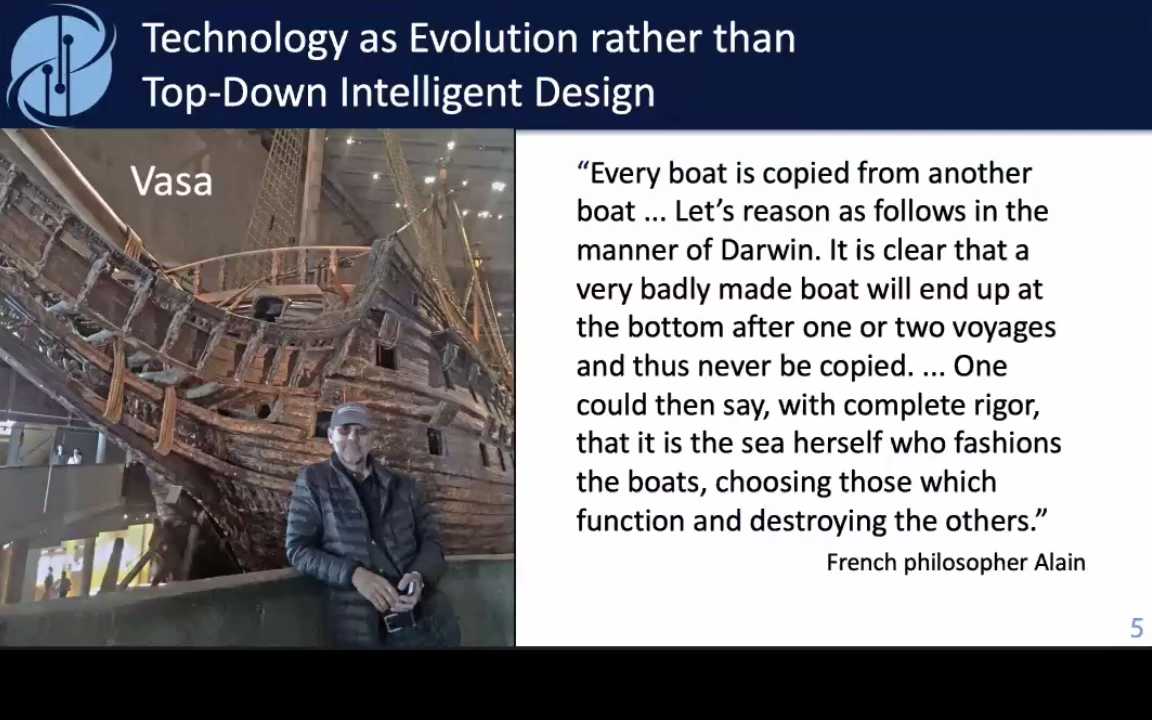 Technology as Evolution rather than
Top-Down Intelligent Design
Vasa
“Every boat is copied from another
boat ... Let’s reason as follows in the
manner of Darwin. It is clear that a
very badly made boat will end up at
the bottom after one or two voyages
and thus never be copied. ... One
could then say, with complete rigor,
that it is the sea herself who fashions
the boats, choosing those which
function and destroying the others.”
French philosopher Alain
5